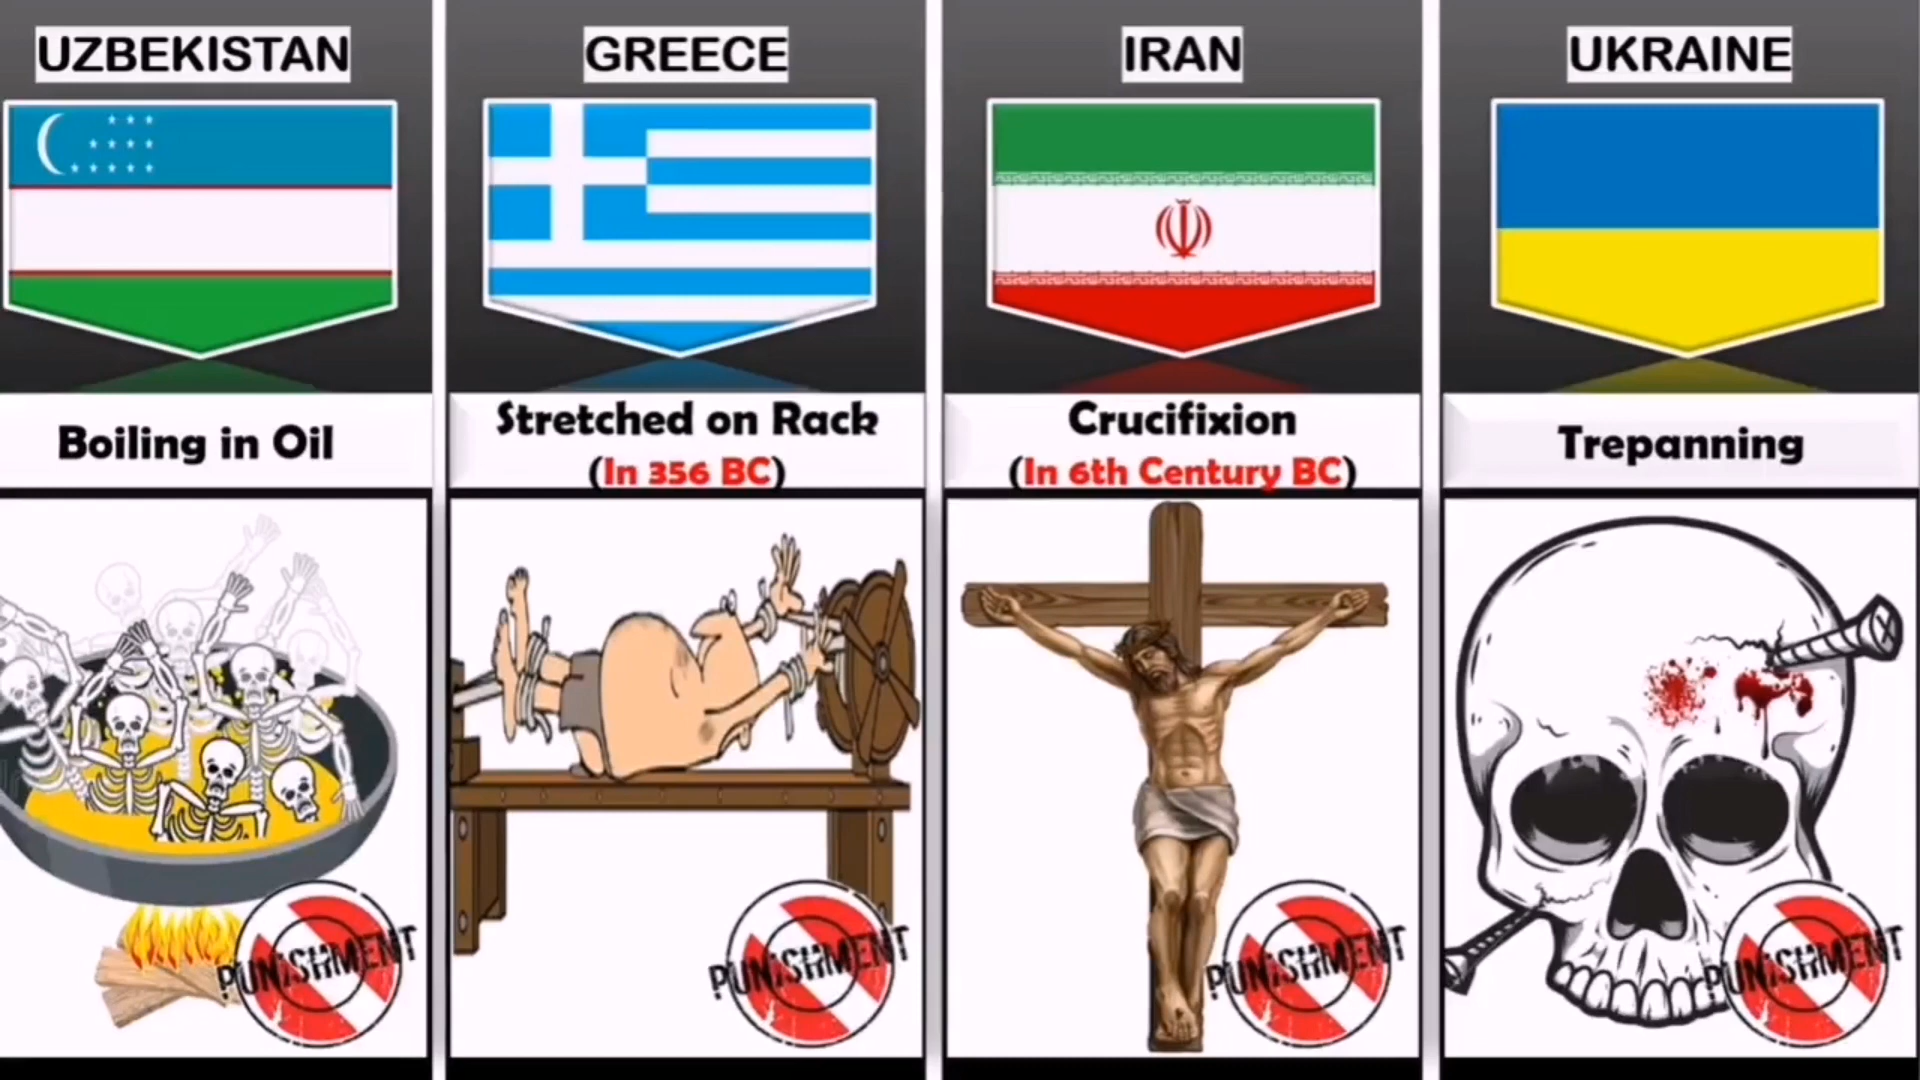 UZBEKISTAN
Boiling in Oil
PUNISHMENT
GREECE
Stretched on Rack
(In 356 BC)
PUNISHMENT
IRAN
Crucifixion
(In 6th Century BC)
PUNISHMENT
UKRAINE
Trepanning
PUNISHMENT